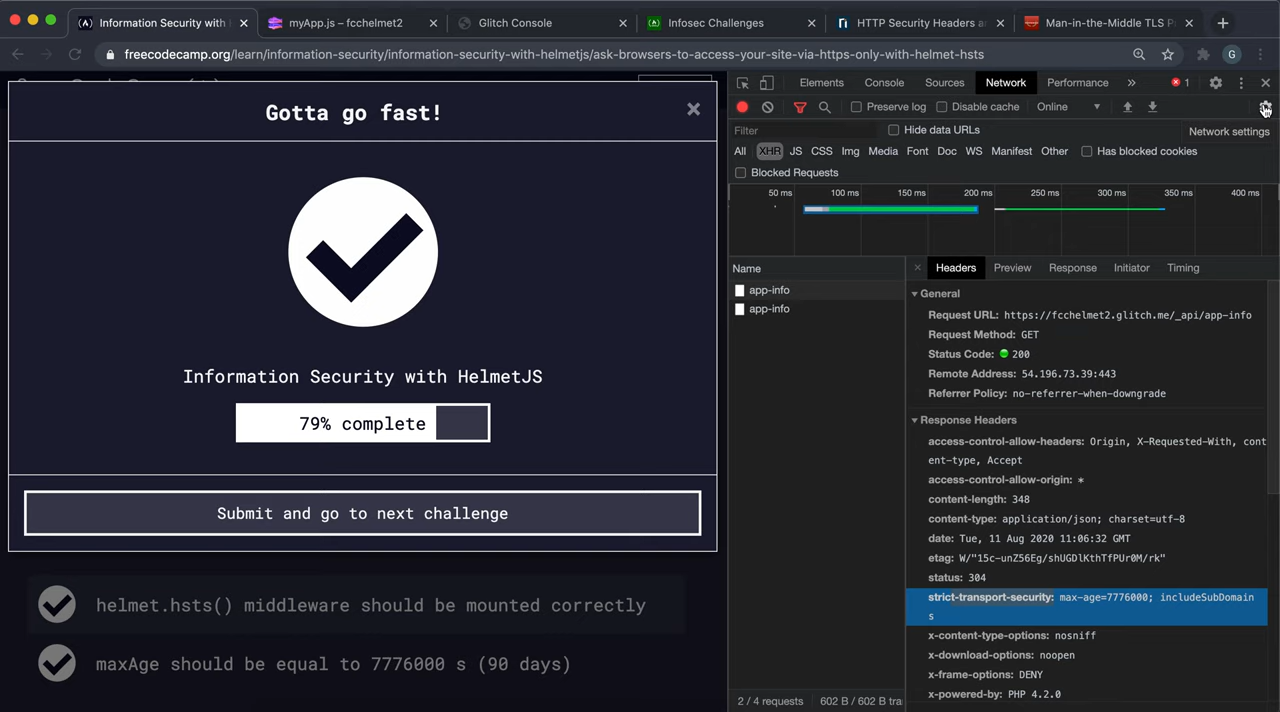 Information Security with H
myApp.js – fcchelmet2
Glitch Console
Infosec Challenges
HTTP Security Headers a
Man-in-the-Middle TLS P
freecodecamp.org/learn/information-security/information-security-with-helmetjs/ask-browsers-to-access-your-site-via-https-only-with-helmet-hsts
G
Elements
Console
Sources
Network
Performance
»
1
Gotta go fast!
Preserve log
Disable cache
Online
Filter
Hide data URLs
Network settings
All
XHR
JS
CSS
Img
Media
Font
Doc
WS
Manifest
Other
Has blocked cookies
Blocked Requests
50 ms
100 ms
150 ms
200 ms
250 ms
300 ms
350 ms
400 ms
Name
app-info
app-info
Headers
Preview
Response
Initiator
Timing
General
Request URL: https://fcchelmet2.glitch.me/_api/app-info
Request Method: GET
Status Code: 200
Remote Address: 54.196.73.39:443
Referrer Policy: no-referrer-when-downgrade
Response Headers
access-control-allow-headers: Origin, X-Requested-With, cont
ent-type, Accept
access-control-allow-origin: *
content-length: 348
content-type: application/json; charset=utf-8
date: Tue, 11 Aug 2020 11:06:32 GMT
etag: W/"15c-unZ56Eg/shUGDlKthTfPUr0M/rk"
status: 304
strict-transport-security: max-age=7776000; includeSubDomain
s
x-content-type-options: nosniff
x-download-options: noopen
x-frame-options: DENY
x-powered-by: PHP 4.2.0
2 / 4 requests
602 B / 602 B tra
Information Security with HelmetJS
79% complete
Submit and go to next challenge
helmet.hsts() middleware should be mounted correctly
maxAge should be equal to 7776000 s (90 days)